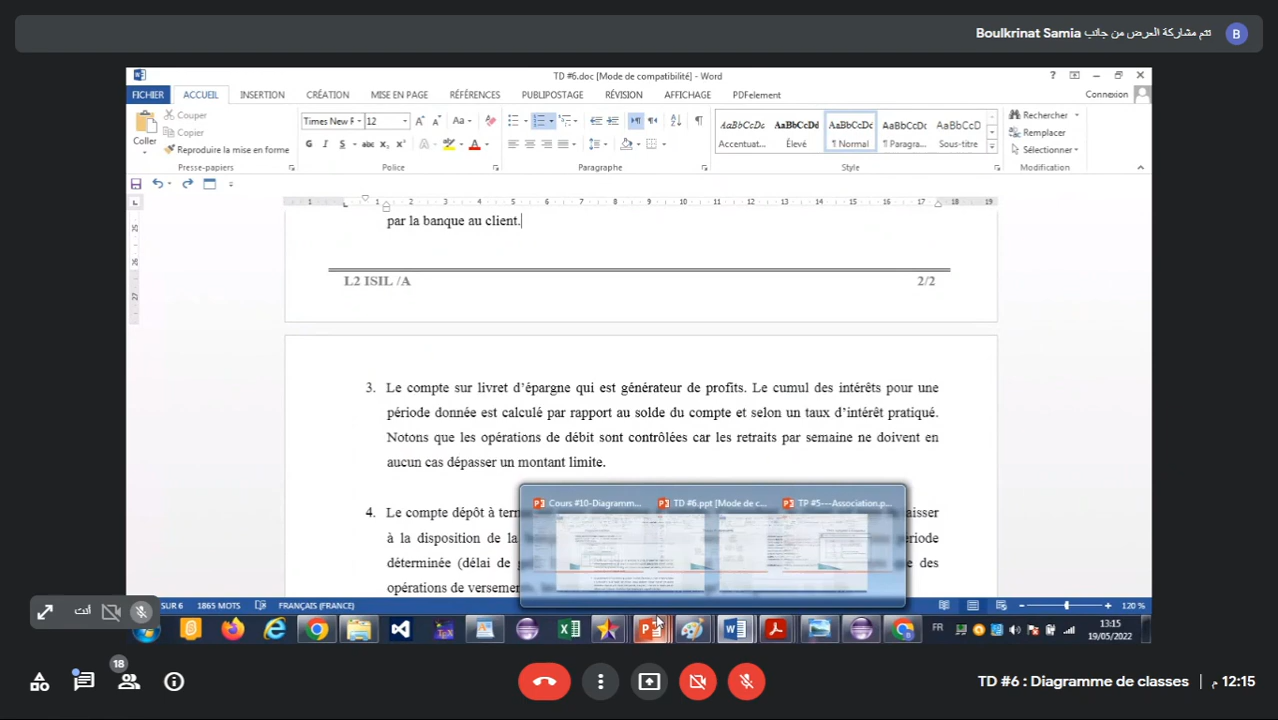 تتم مشاركة العرض من جانب Boulkrinat Samia
B
TD #6.doc [Mode de compatibilité] - Word
FICHIER ACCUEIL INSERTION CRÉATION MISE EN PAGE RÉFÉRENCES PUBLIPOSTAGE RÉVISION AFFICHAGE PDFelement Connexion
Coller
Couper
Copier
Reproduire la mise en forme
Presse-papiers
Times New F 12
Police
Paragraphe
AaBbCcDc AaBbCcDd AaBbCcDc AaBbCcDc AaBbCcD
Accentuat... Élevé ¶ Normal ¶ Paragra... Sous-titre
Style
Rechercher
Remplacer
Sélectionner
Modification
par la banque au client.
L2 ISIL /A 2/2
3. Le compte sur livret d’épargne qui est générateur de profits. Le cumul des intérêts pour une
période donnée est calculé par rapport au solde du compte et selon un taux d’intérêt pratiqué.
Notons que les opérations de débit sont contrôlées car les retraits par semaine ne doivent en
aucun cas dépasser un montant limite.
4. Le compte dépôt à term
aisser
à la disposition de la b
ériode
déterminée (délai de
des
opérations de versemen
Cours #10-Diagramm... TD #6.ppt [Mode de c... TP #5---Association.p...
SUR 6 1865 MOTS FRANÇAIS (FRANCE) 120 %
أنت
FR 13:15
19/05/2022
18
TD #6 : Diagramme de classes | 12:15 م